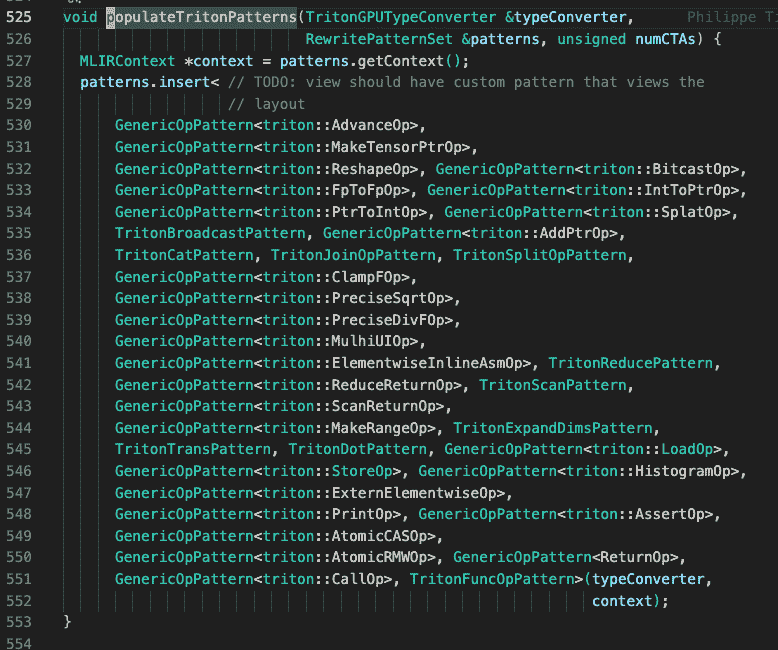 525 void populateTritonPatterns(TritonGPUTypeConverter &typeConverter, Philippe Ti
526 RewritePatternSet &patterns, unsigned numCTAs) {
527 MLIRContext *context = patterns.getContext();
528 patterns.insert< // TODO: view should have custom pattern that views the
529 // layout
530 GenericOpPattern<triton::AdvanceOp>,
531 GenericOpPattern<triton::MakeTensorPtrOp>,
532 GenericOpPattern<triton::ReshapeOp>, GenericOpPattern<triton::BitcastOp>,
533 GenericOpPattern<triton::FpToFpOp>, GenericOpPattern<triton::IntToPtrOp>,
534 GenericOpPattern<triton::PtrToIntOp>, GenericOpPattern<triton::SplatOp>,
535 TritonBroadcastPattern, GenericOpPattern<triton::AddPtrOp>,
536 TritonCatPattern, TritonJoinOpPattern, TritonSplitOpPattern,
537 GenericOpPattern<triton::ClampFOp>,
538 GenericOpPattern<triton::PreciseSqrtOp>,
539 GenericOpPattern<triton::PreciseDivFOp>,
540 GenericOpPattern<triton::MulhiUIOp>,
541 GenericOpPattern<triton::ElementwiseInlineAsmOp>, TritonReducePattern,
542 GenericOpPattern<triton::ReduceReturnOp>, TritonScanPattern,
543 GenericOpPattern<triton::ScanReturnOp>,
544 GenericOpPattern<triton::MakeRangeOp>, TritonExpandDimsPattern,
545 TritonTransPattern, TritonDotPattern, GenericOpPattern<triton::LoadOp>,
546 GenericOpPattern<triton::StoreOp>, GenericOpPattern<triton::HistogramOp>,
547 GenericOpPattern<triton::ExternElementwiseOp>,
548 GenericOpPattern<triton::PrintOp>, GenericOpPattern<triton::AssertOp>,
549 GenericOpPattern<triton::AtomicCASOp>,
550 GenericOpPattern<triton::AtomicRMWOp>, GenericOpPattern<ReturnOp>,
551 GenericOpPattern<triton::CallOp>, TritonFuncOpPattern>(typeConverter,
552 context);
553 }
554